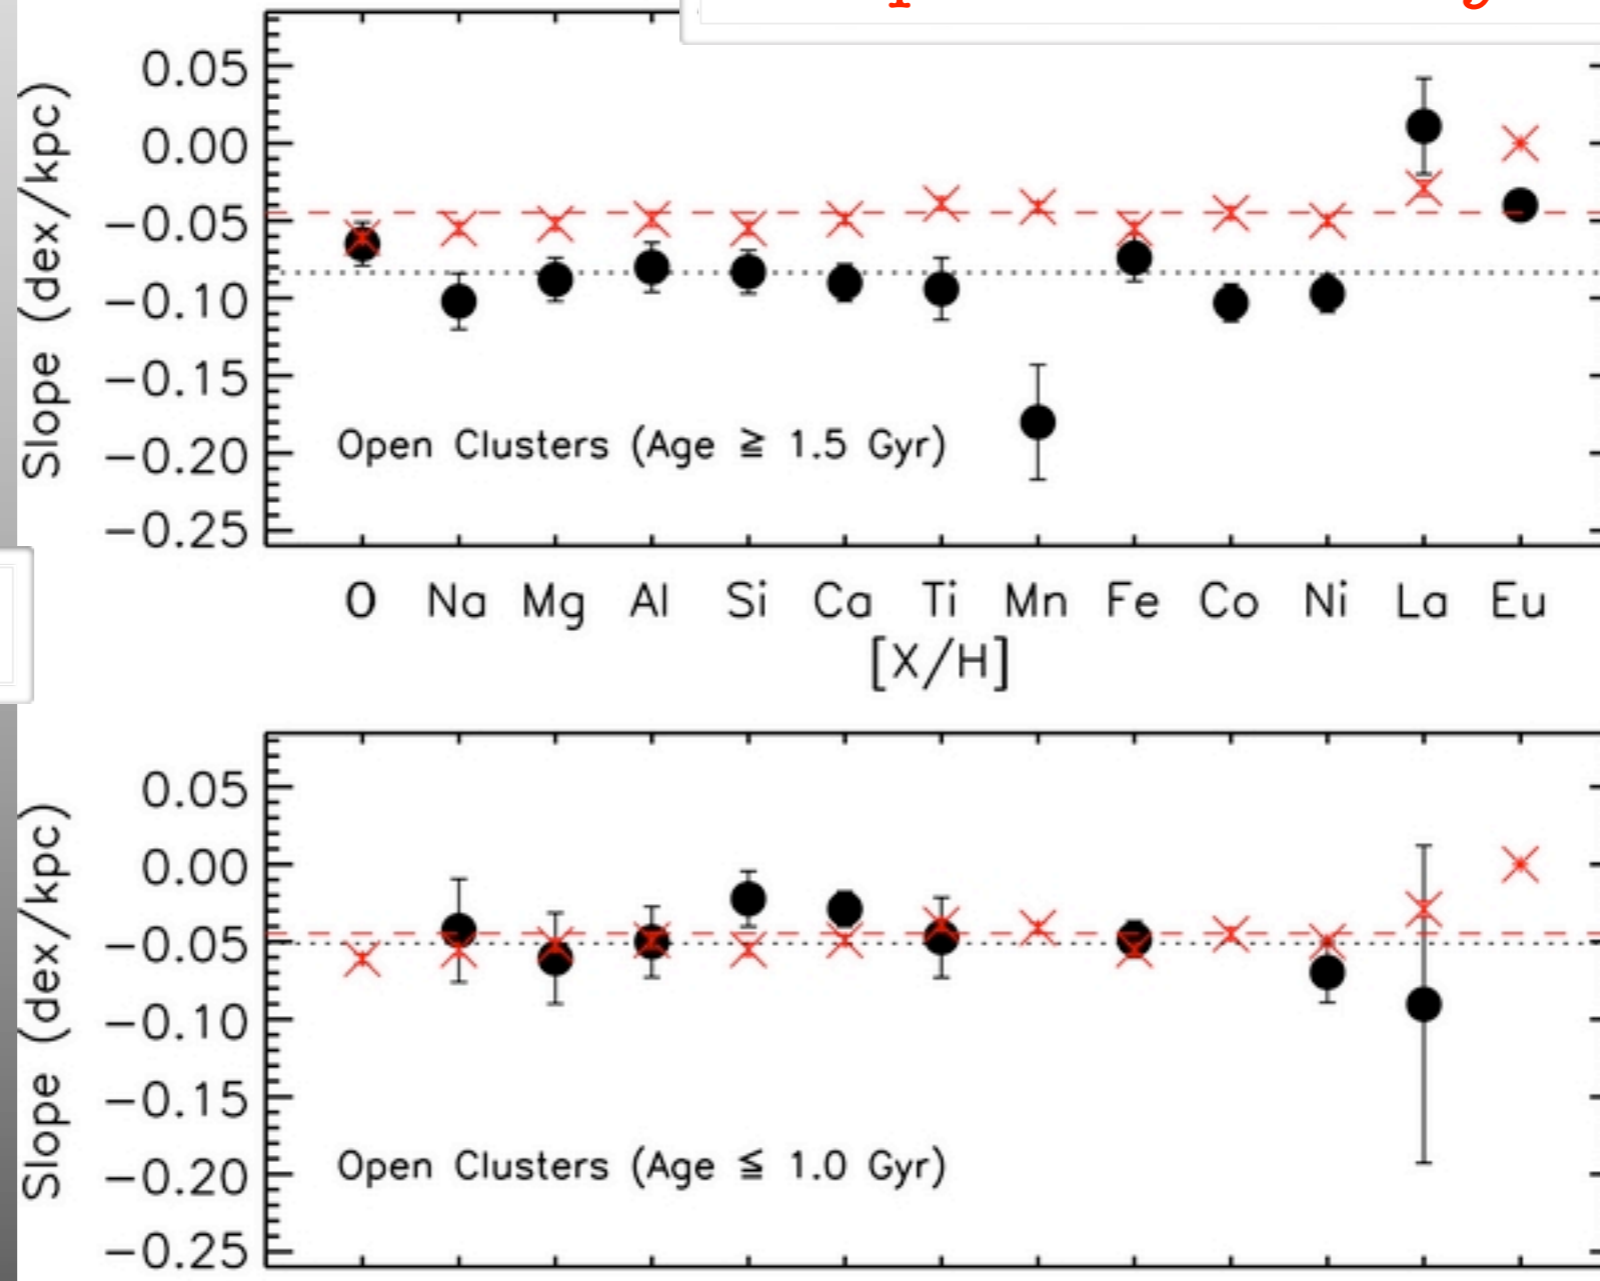 0.05
0.00
−0.05
−0.10
−0.15
−0.20
−0.25
Slope (dex/kpc)
Open Clusters (Age ≥ 1.5 Gyr)
O Na Mg Al Si Ca Ti Mn Fe Co Ni La Eu
[X/H]
0.05
0.00
−0.05
−0.10
−0.15
−0.20
−0.25
Slope (dex/kpc)
Open Clusters (Age ≤ 1.0 Gyr)